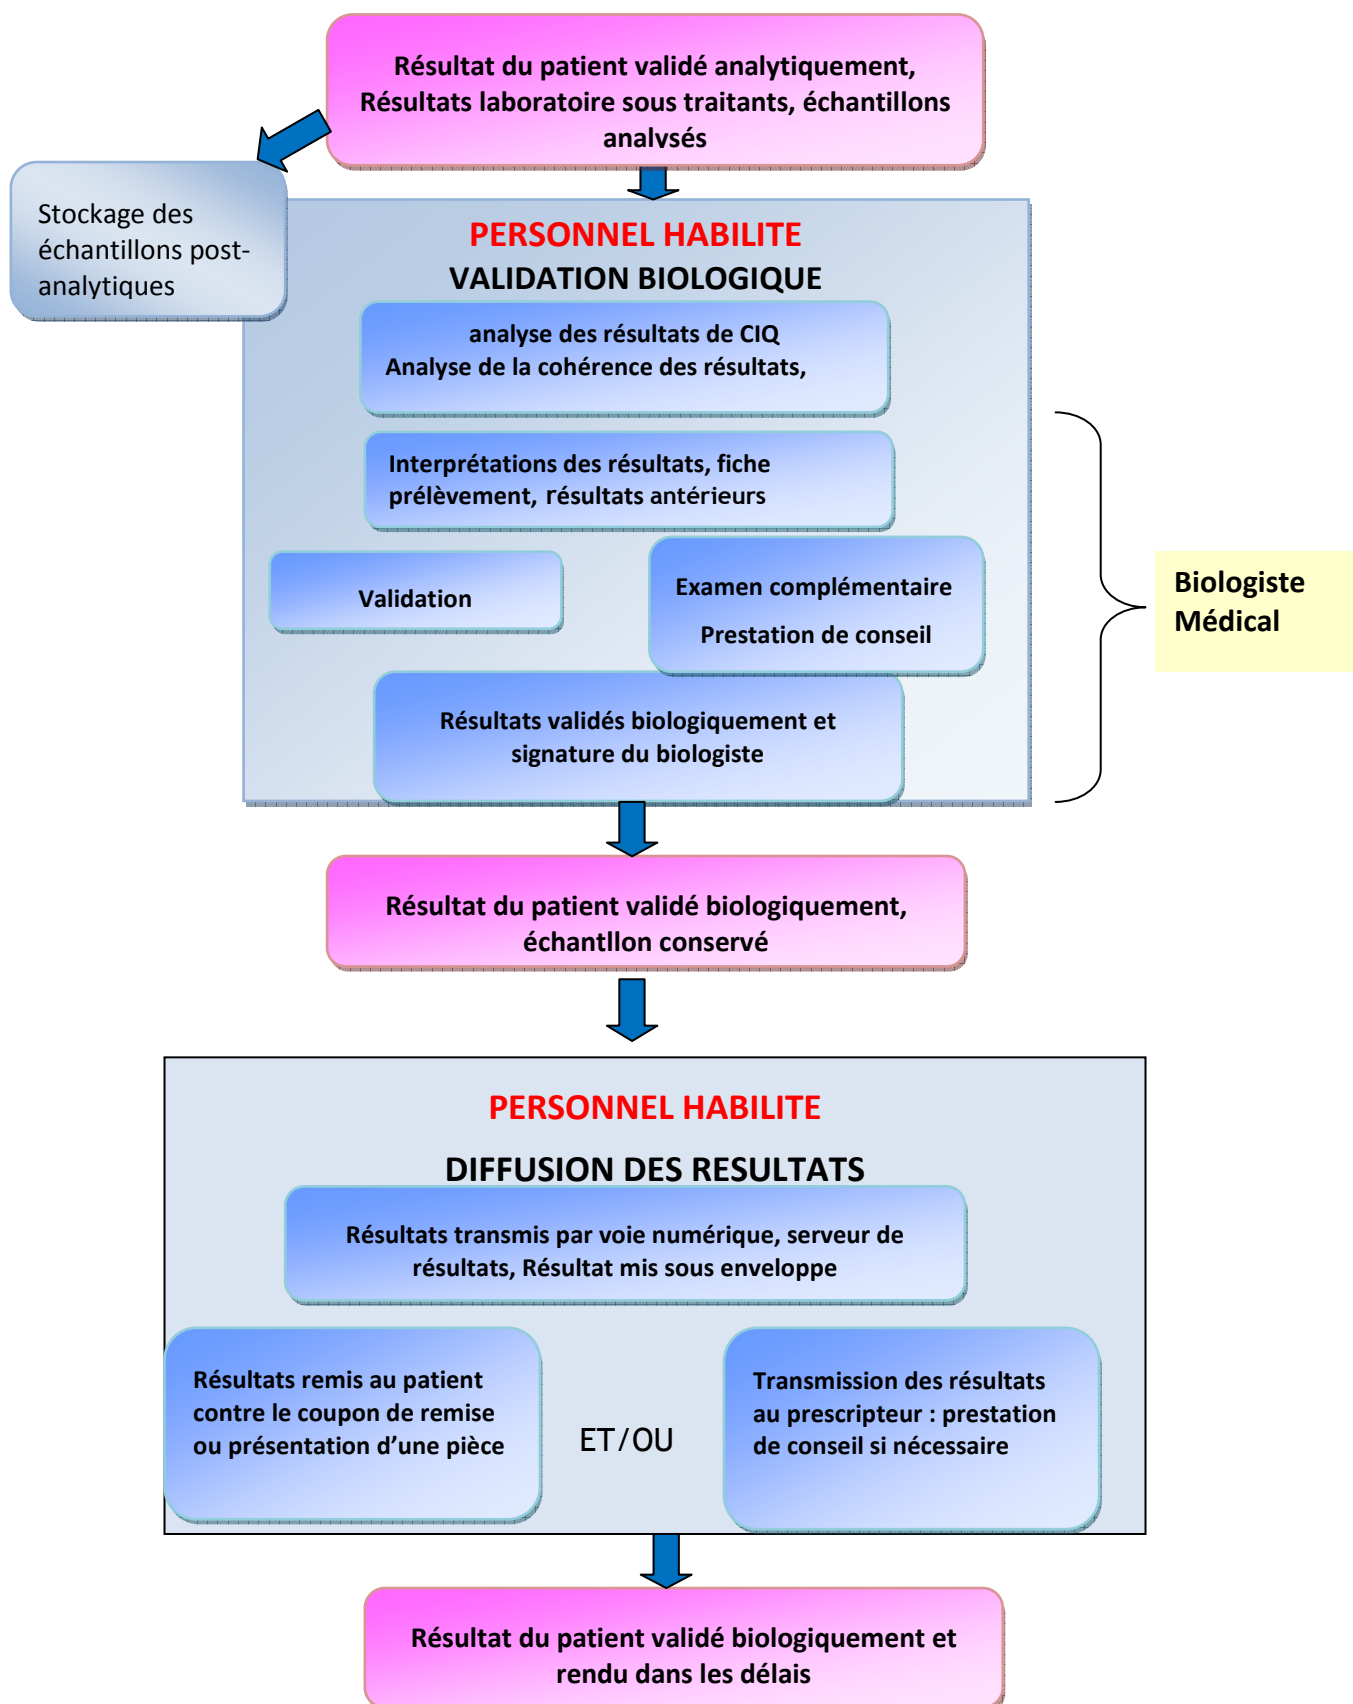 Résultat du patient validé analytiquement,
Résultats laboratoire sous traitants, échantillons
analysés
Stockage des
échantillons post-
analytiques
PERSONNEL HABILITE
VALIDATION BIOLOGIQUE
analyse des résultats de CIQ
Analyse de la cohérence des résultats,
Interprétations des résultats, fiche
prélèvement, résultats antérieurs
Validation
Examen complémentaire
Prestation de conseil
Résultats validés biologiquement et
signature du biologiste
Biologiste
Médical
Résultat du patient validé biologiquement,
échantllon conservé
PERSONNEL HABILITE
DIFFUSION DES RESULTATS
Résultats transmis par voie numérique, serveur de
résultats, Résultat mis sous enveloppe
Résultats remis au patient
contre le coupon de remise
ou présentation d’une pièce
ET/OU
Transmission des résultats
au prescripteur : prestation
de conseil si nécessaire
Résultat du patient validé biologiquement et
rendu dans les délais